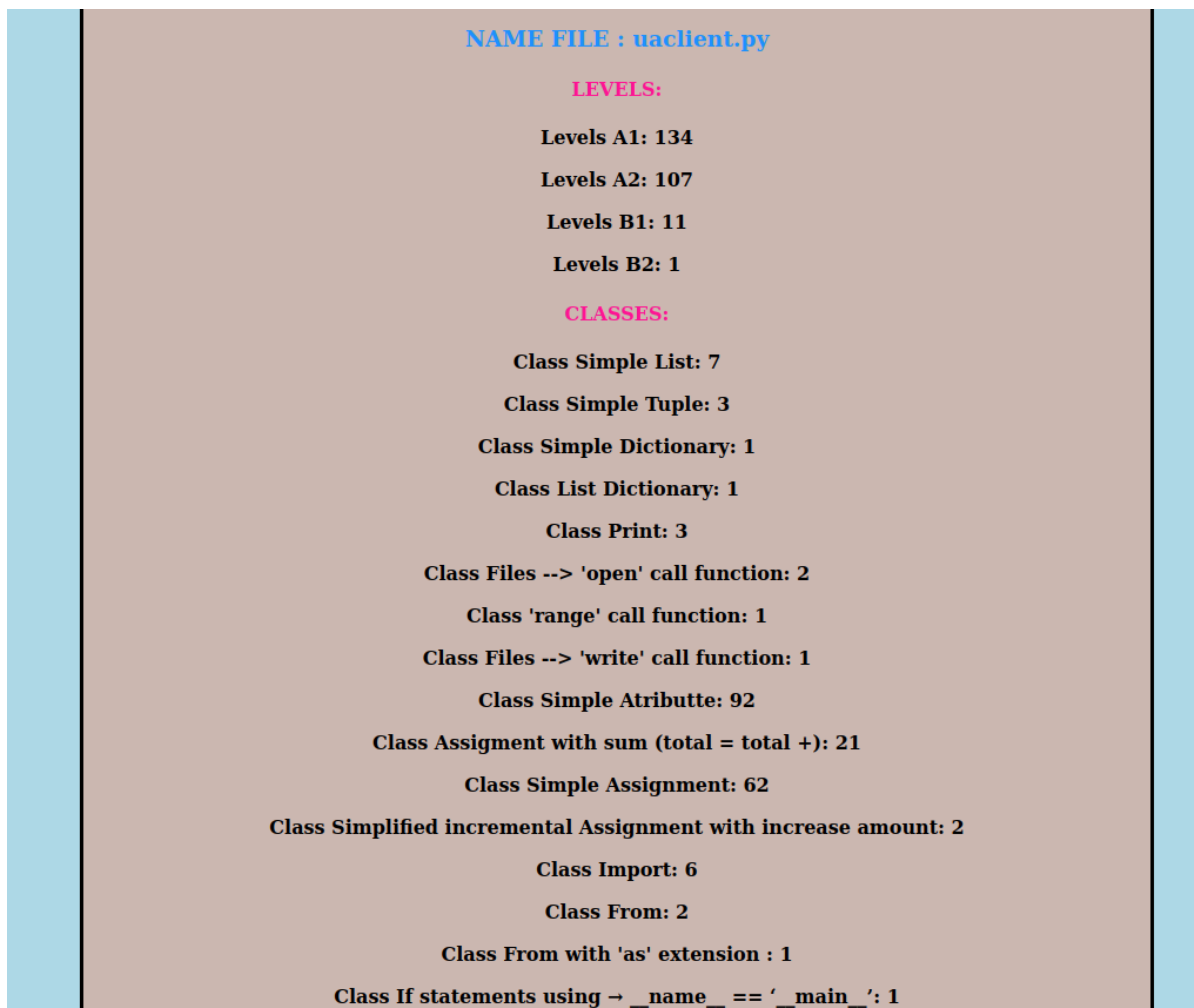 NAME FILE : uaclient.py
LEVELS:
Levels A1: 134
Levels A2: 107
Levels B1: 11
Levels B2: 1
CLASSES:
Class Simple List: 7
Class Simple Tuple: 3
Class Simple Dictionary: 1
Class List Dictionary: 1
Class Print: 3
Class Files --> 'open' call function: 2
Class 'range' call function: 1
Class Files --> 'write' call function: 1
Class Simple Atributte: 92
Class Assigment with sum (total = total +): 21
Class Simple Assignment: 62
Class Simplified incremental Assignment with increase amount: 2
Class Import: 6
Class From: 2
Class From with 'as' extension : 1
Class If statements using → __name__ == ‘__main__’: 1